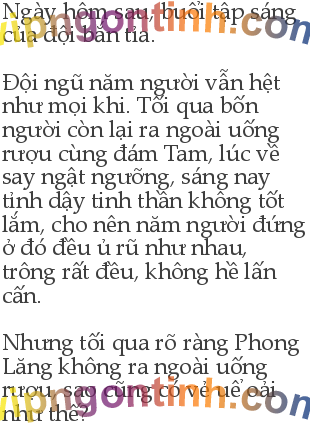 Ngày hôm sau, buổi tập sáng
của đội bắn tỉa.
Đội ngũ năm người vẫn hệt
như mọi khi. Tối qua bốn
người còn lại ra ngoài uống
rượu cùng đám Tam, lúc về
say ngật ngưỡng, sáng nay
tỉnh dậy tinh thần không tốt
lắm, cho nên năm người đứng
ở đó đều ủ rũ như nhau,
trông rất đều, không hề lấn
cấn.
Nhưng tối qua rõ ràng Phong
Lăng không ra ngoài uống
rượu, sao cũng có vẻ uể oải
như thế?
vipngontinh.com
vipngontinh.com